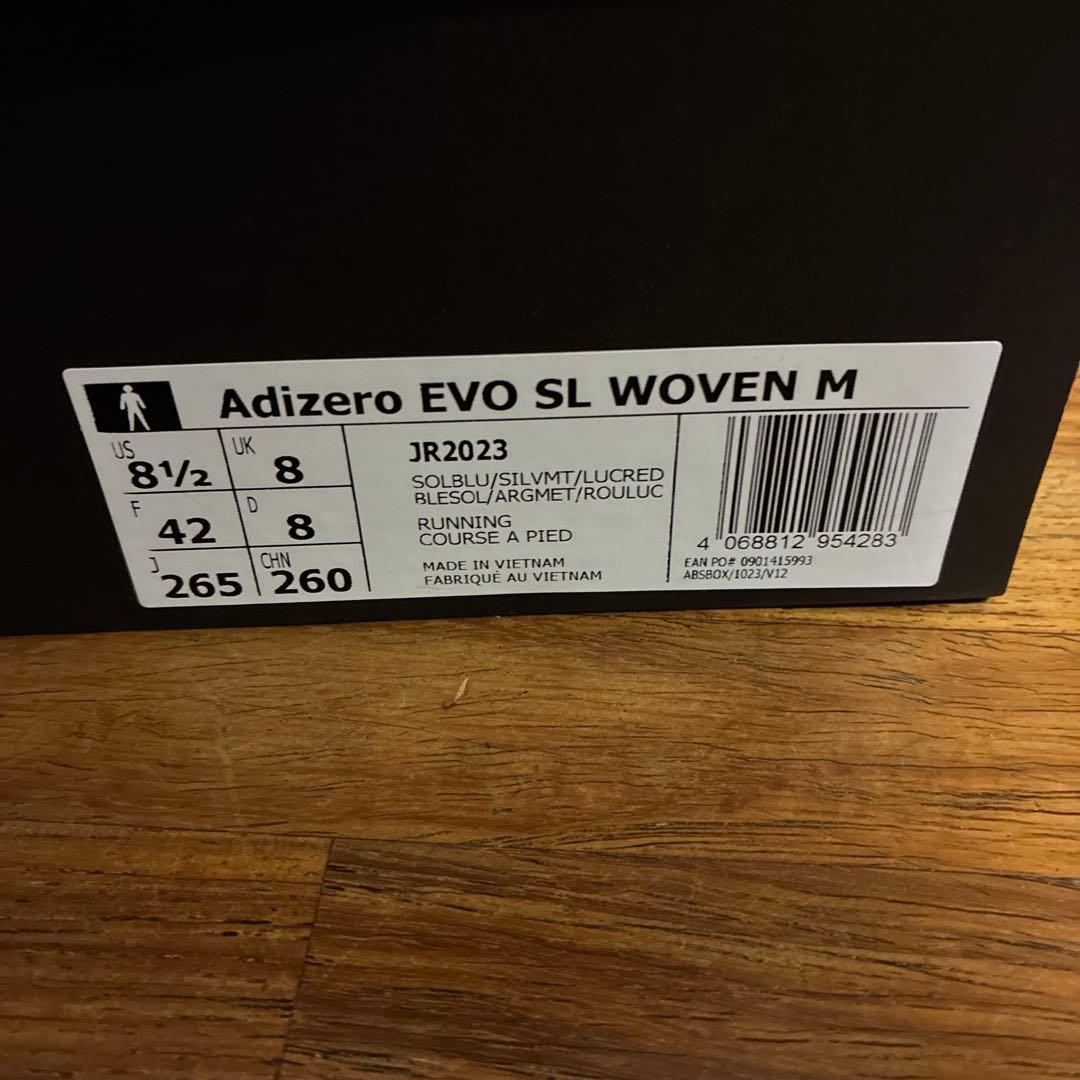 Adizero EVO SL WOVEN M
US 8½ UK 8
F 42 D 8
J 265 CHN 260
JR2023
SOLBLU/SILVMT/LUCRED
BLESOL/ARGMET/ROULUC
RUNNING
COURSE A PIED
MADE IN VIETNAM
FABRIQUÉ AU VIETNAM
4 068812 954283
EAN PO# 0901415993
ABSBOX/1023/V12